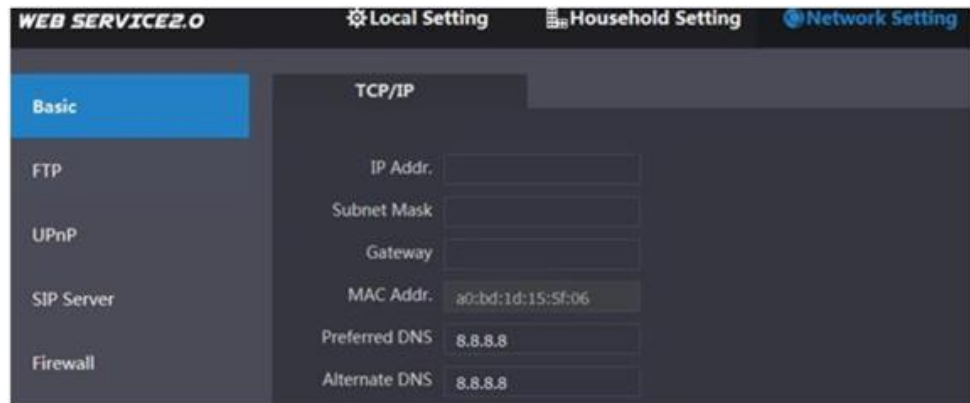 WEB SERVICE2.0 Local Setting Household Setting Network Setting
Basic
FTP
UPnP
SIP Server
Firewall
TCP/IP
IP Addr.
Subnet Mask
Gateway
MAC Addr. a0:bd:1d:15:5f:06
Preferred DNS 8.8.8.8
Alternate DNS 8.8.8.8